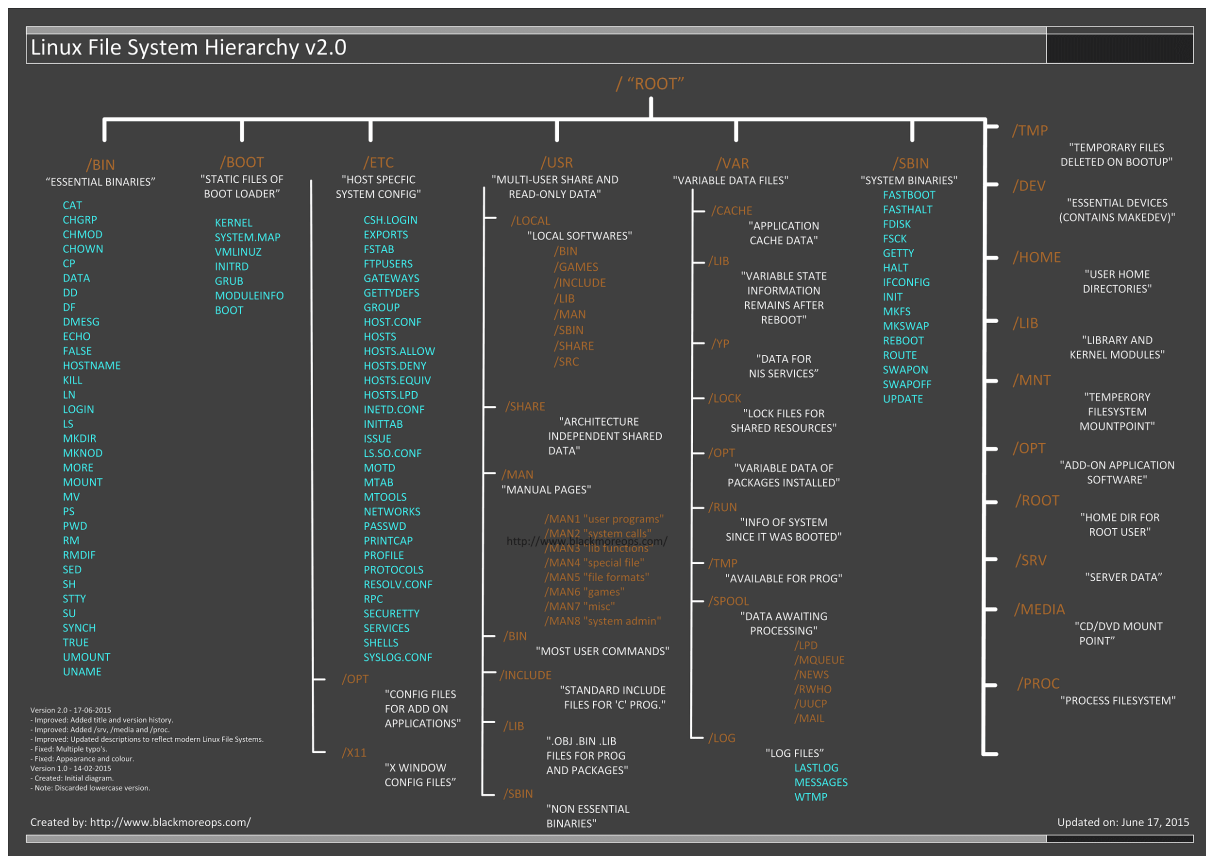 Linux File System Hierarchy v2.0
/ “ROOT”
/BIN
“ESSENTIAL BINARIES”
CAT
CHGRP
CHMOD
CHOWN
CP
DATA
DD
DF
DMESG
ECHO
FALSE
HOSTNAME
KILL
LN
LOGIN
LS
MKDIR
MKNOD
MORE
MOUNT
MV
PS
PWD
RM
RMDIF
SED
SH
STTY
SU
SYNCH
TRUE
UMOUNT
UNAME
/BOOT
"STATIC FILES OF
BOOT LOADER”
KERNEL
SYSTEM.MAP
VMLINUZ
INITRD
GRUB
MODULEINFO
BOOT
/ETC
"HOST SPECFIC
SYSTEM CONFIG"
CSH.LOGIN
EXPORTS
FSTAB
FTPUSERS
GATEWAYS
GETTYDEFS
GROUP
HOST.CONF
HOSTS
HOSTS.ALLOW
HOSTS.DENY
HOSTS.EQUIV
HOSTS.LPD
INETD.CONF
INITTAB
ISSUE
LS.SO.CONF
MOTD
MTAB
MTOOLS
NETWORKS
PASSWD
PRINTCAP
PROFILE
PROTOCOLS
RESOLV.CONF
RPC
SECURETTY
SERVICES
SHELLS
SYSLOG.CONF
/OPT
"CONFIG FILES
FOR ADD ON
APPLICATIONS"
/X11
"X WINDOW
CONFIG FILES”
/USR
"MULTI-USER SHARE AND
READ-ONLY DATA"
/LOCAL
"LOCAL SOFTWARES"
/BIN
/GAMES
/INCLUDE
/LIB
/MAN
/SBIN
/SHARE
/SRC
/SHARE
"ARCHITECTURE
INDEPENDENT SHARED
DATA"
/MAN
"MANUAL PAGES"
/MAN1 "user programs"
/MAN2 "system calls"
http://www.blackmoreops.com/
/MAN3 "lib functions"
/MAN4 "special file"
/MAN5 "file formats"
/MAN6 "games"
/MAN7 "misc"
/MAN8 "system admin"
/BIN
"MOST USER COMMANDS"
/INCLUDE
"STANDARD INCLUDE
FILES FOR 'C' PROG."
/LIB
".OBJ .BIN .LIB
FILES FOR PROG
AND PACKAGES"
/SBIN
"NON ESSENTIAL
BINARIES"
/VAR
"VARIABLE DATA FILES"
/CACHE
"APPLICATION
CACHE DATA"
/LIB
"VARIABLE STATE
INFORMATION
REMAINS AFTER
REBOOT"
/YP
"DATA FOR
NIS SERVICES”
/LOCK
"LOCK FILES FOR
SHARED RESOURCES"
/OPT
"VARIABLE DATA OF
PACKAGES INSTALLED"
/RUN
"INFO OF SYSTEM
SINCE IT WAS BOOTED"
/TMP
"AVAILABLE FOR PROG"
/SPOOL
"DATA AWAITING
PROCESSING"
/LPD
/MQUEUE
/NEWS
/RWHO
/UUCP
/MAIL
/LOG
"LOG FILES”
LASTLOG
MESSAGES
WTMP
/SBIN
"SYSTEM BINARIES"
FASTBOOT
FASTHALT
FDISK
FSCK
GETTY
HALT
IFCONFIG
INIT
MKFS
MKSWAP
REBOOT
ROUTE
SWAPON
SWAPOFF
UPDATE
/TMP
"TEMPORARY FILES
DELETED ON BOOTUP"
/DEV
"ESSENTIAL DEVICES
(CONTAINS MAKEDEV)"
/HOME
"USER HOME
DIRECTORIES"
/LIB
"LIBRARY AND
KERNEL MODULES"
/MNT
"TEMPERORY
FILESYSTEM
MOUNTPOINT"
/OPT
"ADD-ON APPLICATION
SOFTWARE"
/ROOT
"HOME DIR FOR
ROOT USER"
/SRV
"SERVER DATA”
/MEDIA
"CD/DVD MOUNT
POINT”
/PROC
"PROCESS FILESYSTEM"
Version 2.0 - 17-06-2015
- Improved: Added title and version history.
- Improved: Added /srv, /media and /proc.
- Improved: Updated descriptions to reflect modern Linux File Systems.
- Fixed: Multiple typo's.
- Fixed: Appearance and colour.
Version 1.0 - 14-02-2015
- Created: Initial diagram.
- Note: Discarded lowercase version.
Created by: http://www.blackmoreops.com/
Updated on: June 17, 2015